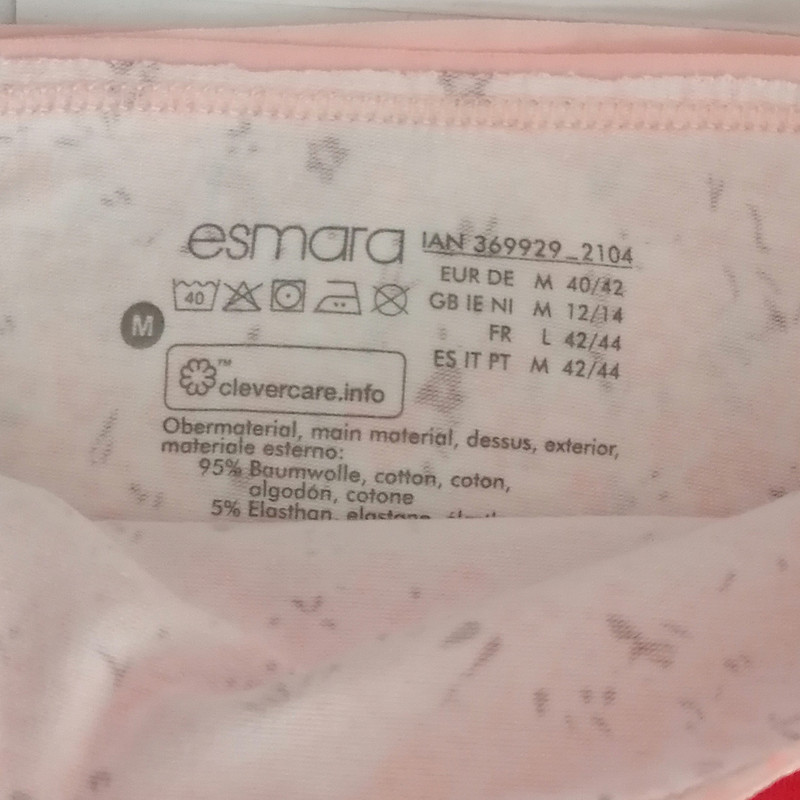 esmara
IAN 369929_2104
EUR DE M 40/42
GB IE NI M 12/14
FR L 42/44
ES IT PT M 42/44
40
M
™
clevercare.info
Obermaterial, main material, dessus, exterior,
materiale esterno:
95% Baumwolle, cotton, coton,
algodón, cotone
5% Elasthan, elastane,